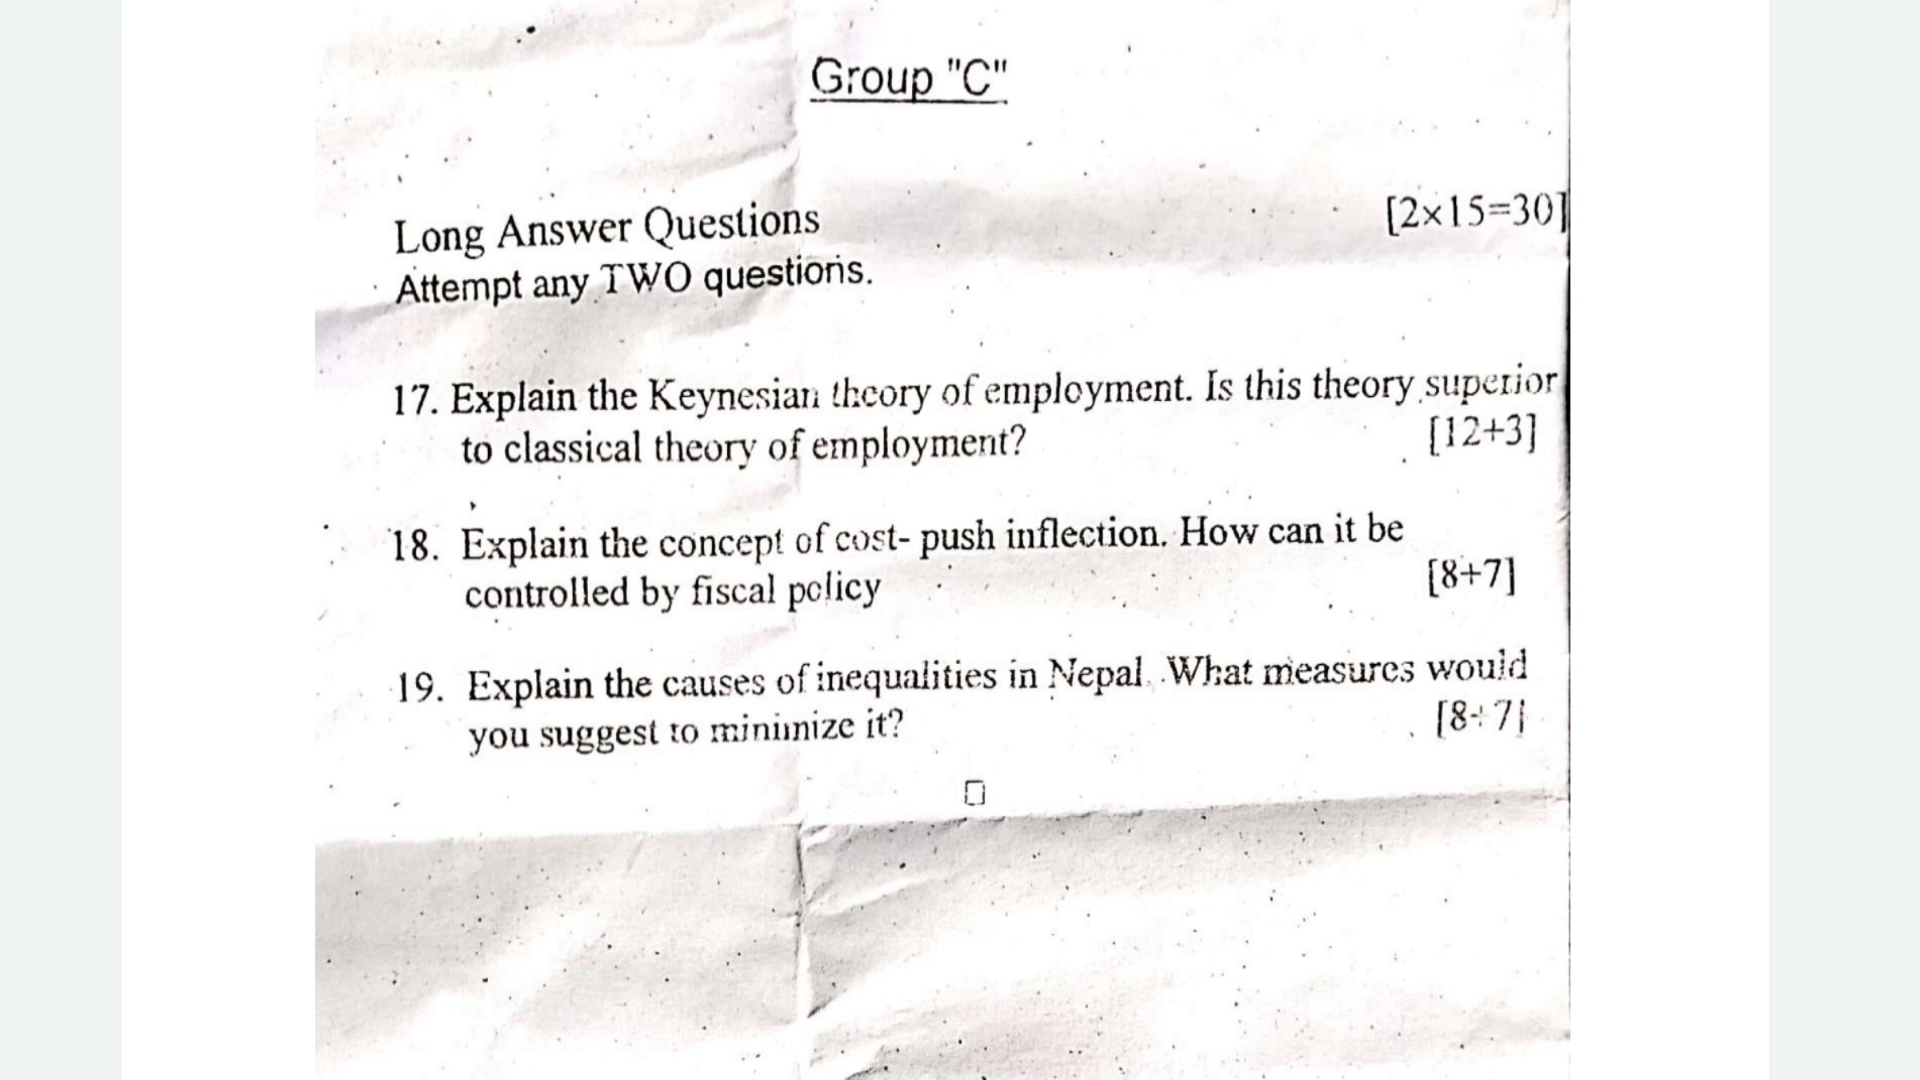 Group "C"
Long Answer Questions [2×15=30]
Attempt any TWO questions.
17. Explain the Keynesian theory of employment. Is this theory superior
to classical theory of employment? [12+3]
18. Explain the concept of cost- push inflection. How can it be
controlled by fiscal policy [8+7]
19. Explain the causes of inequalities in Nepal. What measures would
you suggest to minimize it? [8+7]